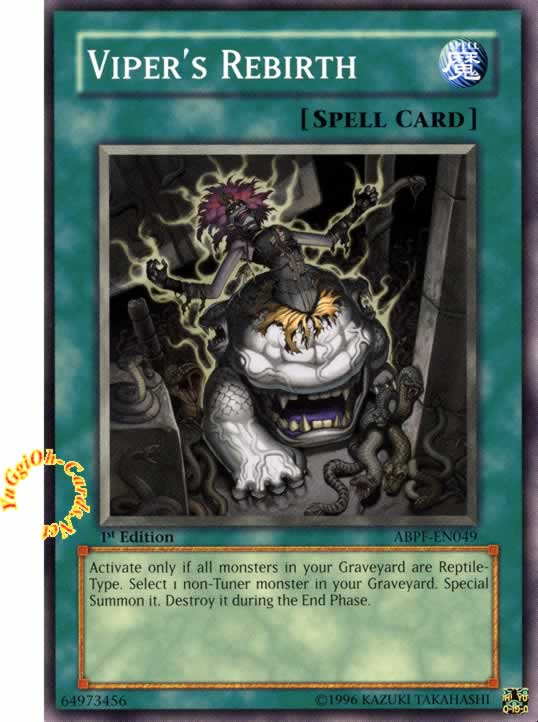 VIPER'S REBIRTH
SPELL
魔
[SPELL CARD]
YuGgiOh-Cards.Net
1st Edition
ABPF-EN049
Activate only if all monsters in your Graveyard are Reptile-
Type. Select 1 non-Tuner monster in your Graveyard. Special
Summon it. Destroy it during the End Phase.
64973456
©1996 KAZUKI TAKAHASHI